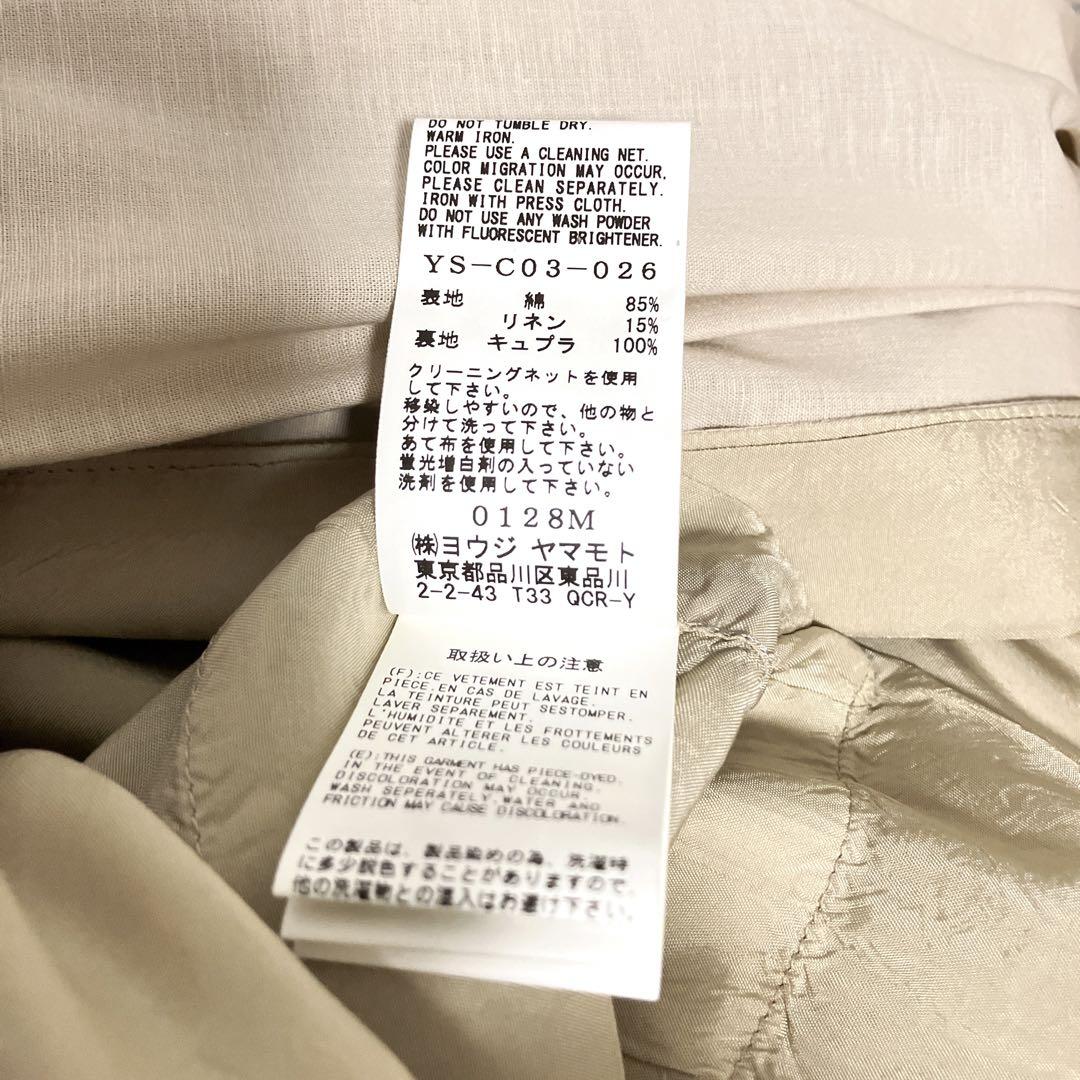 DO NOT TUMBLE DRY.
WARM IRON.
PLEASE USE A CLEANING NET.
COLOR MIGRATION MAY OCCUR.
PLEASE CLEAN SEPARATELY.
IRON WITH PRESS CLOTH.
DO NOT USE ANY WASH POWDER
WITH FLUORESCENT BRIGHTENER.
YS-C03-026
表地 綿 85%
リネン 15%
裏地 キュプラ 100%
クリーニングネットを使用
して下さい。
移染しやすいので、他の物と
分けて洗って下さい。
あて布を使用して下さい。
蛍光増白剤の入っていない
洗剤を使用して下さい。
0128M
㈱ヨウジ ヤマモト
東京都品川区東品川
2-2-43 T33 QCR-Y
取扱い上の注意
(F):CE VETEMENT EST TEINT EN
PIECE.EN CAS DE LAVAGE.
LA TEINTURE PEUT SESTOMPER.
LAVER SEPAREMENT.
L'HUMIDITE ET LES FROTTEMENTS
PEUVENT ALTERER LES COULEURS
DE CET ARTICLE.
(E):THIS GARMENT HAS PIECE-DYED.
IN THE EVENT OF CLEANING.
DISCOLORATION MAY OCCUR.
WASH SEPERATELY.WATER AND
FRICTION MAY CAUSE DISCOLORATION.
この製品は、製品染めの為、洗濯時
に多少脱色することがありますので、
他の洗濯物との混入はお避け下さい。